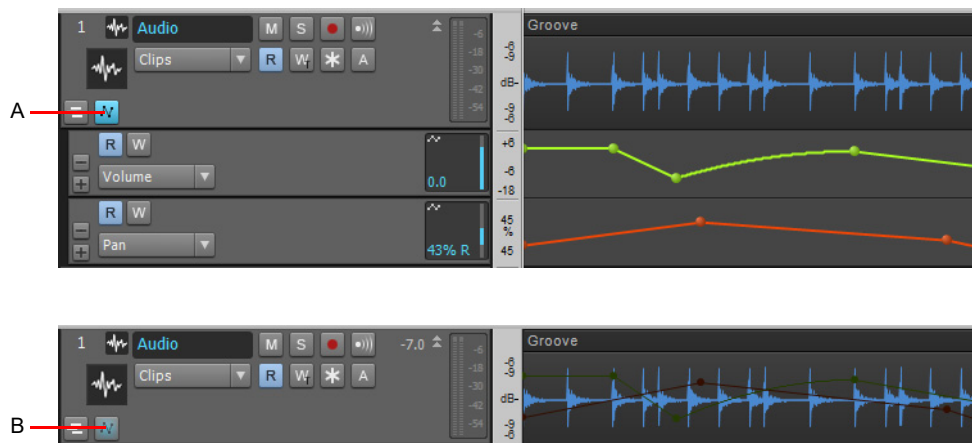 1 Audio M S -6 Groove
Clips R W A -18 -6
-30 -9
-42 dB-
A -54 -9
-6
R W +6
Volume 0.0 -6
-18
R W 45
Pan 43% R %
45
1 Audio M S -7.0 -6 Groove
Clips R W A -18 -6
-30 -9
-42 dB-
B -54 -9
-6